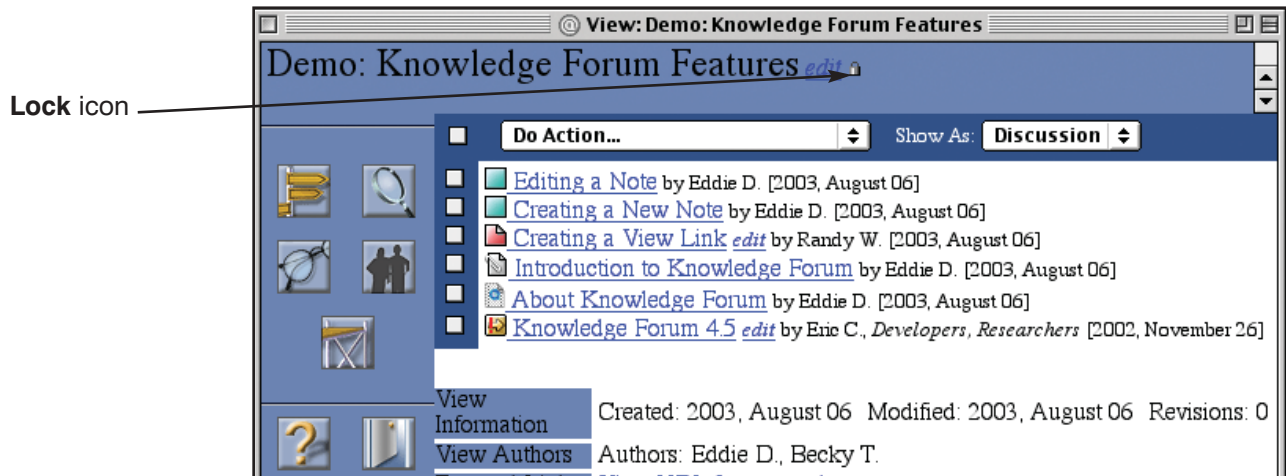 View: Demo: Knowledge Forum Features
Demo: Knowledge Forum Features edit
Lock icon
Do Action... Show As: Discussion
Editing a Note by Eddie D. [2003, August 06]
Creating a New Note by Eddie D. [2003, August 06]
Creating a View Link edit by Randy W. [2003, August 06]
Introduction to Knowledge Forum by Eddie D. [2003, August 06]
About Knowledge Forum by Eddie D. [2003, August 06]
Knowledge Forum 4.5 edit by Eric C., Developers, Researchers [2002, November 26]
View
Information
Created: 2003, August 06 Modified: 2003, August 06 Revisions: 0
View Authors Authors: Eddie D., Becky T.